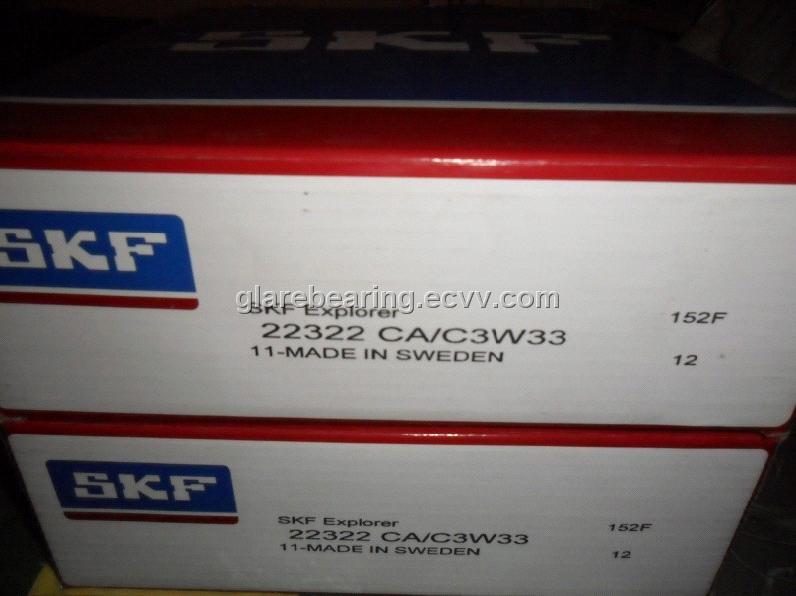 SKF
SKF
glarebearing.ecvv.com
SKF Explorer
152F
22322 CA/C3W33
11-MADE IN SWEDEN
12
SKF
SKF Explorer
152F
22322 CA/C3W33
11-MADE IN SWEDEN
12